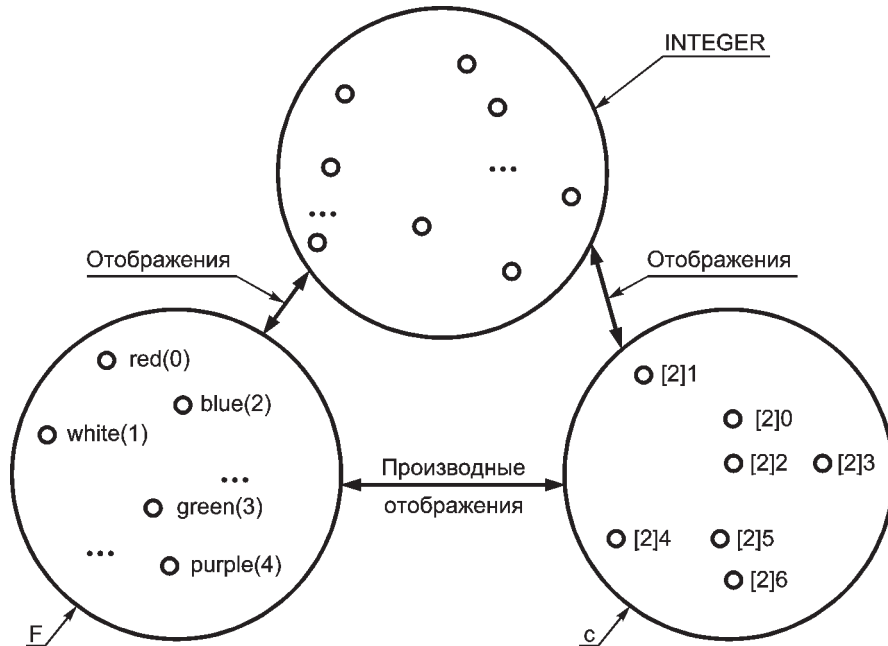 INTEGER
...
...
Отображения
Отображения
red(0)
blue(2)
white(1)
...
green(3)
...
purple(4)
Производные
отображения
[2]1
[2]0
[2]2
[2]3
[2]4
[2]5
[2]6
F
c